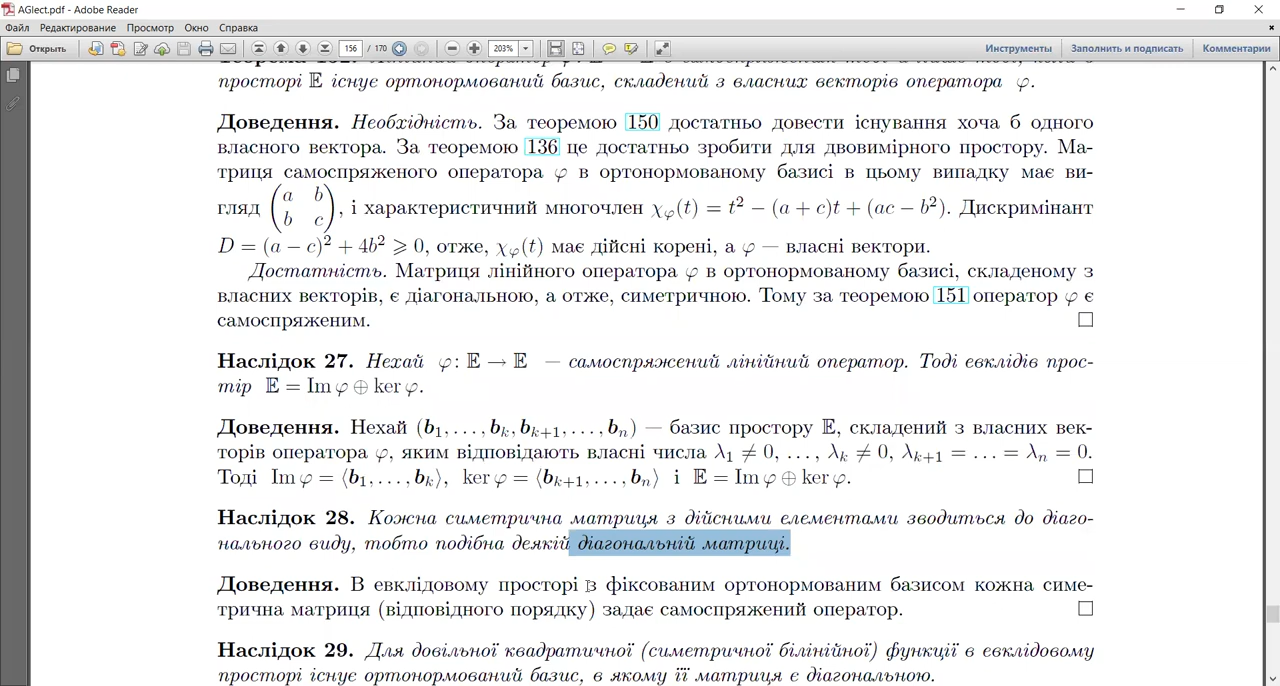 AGlect.pdf - Adobe Reader
Файл Редактирование Просмотр Окно Справка
Открыть 156 / 170 203% Инструменты Заполнить и подписать Комментарии
просторі 𝔼 існує ортонормований базис, складений з власних векторів оператора φ.
Доведення. Необхідність. За теоремою 150 достатньо довести існування хоча б одного
власного вектора. За теоремою 136 це достатньо зробити для двовимірного простору. Ма-
триця самоспряженого оператора φ в ортонормованому базисі в цьому випадку має ви-
гляд (a b
b c), і характеристичний многочлен χφ(t) = t² − (a + c)t + (ac − b²). Дискримінант
D = (a − c)² + 4b² ⩾ 0, отже, χφ(t) має дійсні корені, а φ — власні вектори.
Достатність. Матриця лінійного оператора φ в ортонормованому базисі, складеному з
власних векторів, є діагональною, а отже, симетричною. Тому за теоремою 151 оператор φ є
самоспряженим. □
Наслідок 27. Нехай φ: 𝔼 → 𝔼 — самоспряжений лінійний оператор. Тоді евклідів прос-
тір 𝔼 = Im φ ⊕ ker φ.
Доведення. Нехай (b₁, . . . , bₖ, bₖ₊₁, . . . , bₙ) — базис простору 𝔼, складений з власних век-
торів оператора φ, яким відповідають власні числа λ₁ ≠ 0, . . . , λₖ ≠ 0, λₖ₊₁ = . . . = λₙ = 0.
Тоді Im φ = ⟨b₁, . . . , bₖ⟩, ker φ = ⟨bₖ₊₁, . . . , bₙ⟩ і 𝔼 = Im φ ⊕ ker φ. □
Наслідок 28. Кожна симетрична матриця з дійсними елементами зводиться до діаго-
нального виду, тобто подібна деякій діагональній матриці.
Доведення. В евклідовому просторі з фіксованим ортонормованим базисом кожна симе-
трична матриця (відповідного порядку) задає самоспряжений оператор. □
Наслідок 29. Для довільної квадратичної (симетричної білінійної) функції в евклідовому
просторі існує ортонормований базис, в якому її матриця є діагональною.